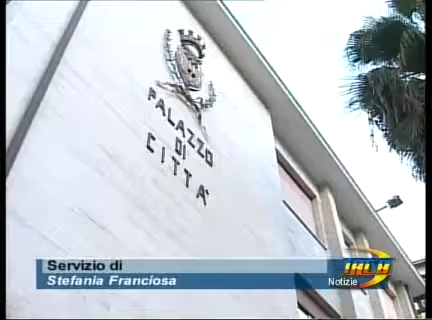 PALAZZO
DI
CITTA'
Servizio di
Stefania Franciosa
Notizie